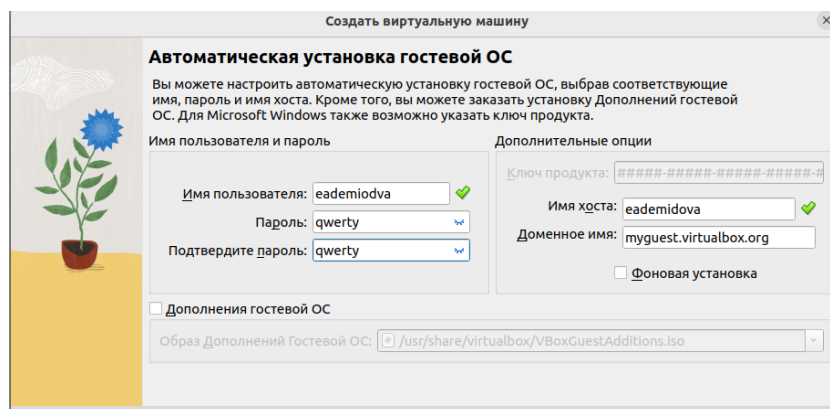 Создать виртуальную машину
Автоматическая установка гостевой ОС
Вы можете настроить автоматическую установку гостевой ОС, выбрав соответствующие
имя, пароль и имя хоста. Кроме того, вы можете заказать установку Дополнений гостевой
ОС. Для Microsoft Windows также возможно указать ключ продукта.
Имя пользователя и пароль
Имя пользователя: eademiodva
Пароль: qwerty
Подтвердите пароль: qwerty
Дополнительные опции
Ключ продукта: #####-#####-#####-#####-#
Имя хоста: eademidova
Доменное имя: myguest.virtualbox.org
Фоновая установка
Дополнения гостевой ОС
Образ Дополнений Гостевой ОС: /usr/share/virtualbox/VBoxGuestAdditions.iso